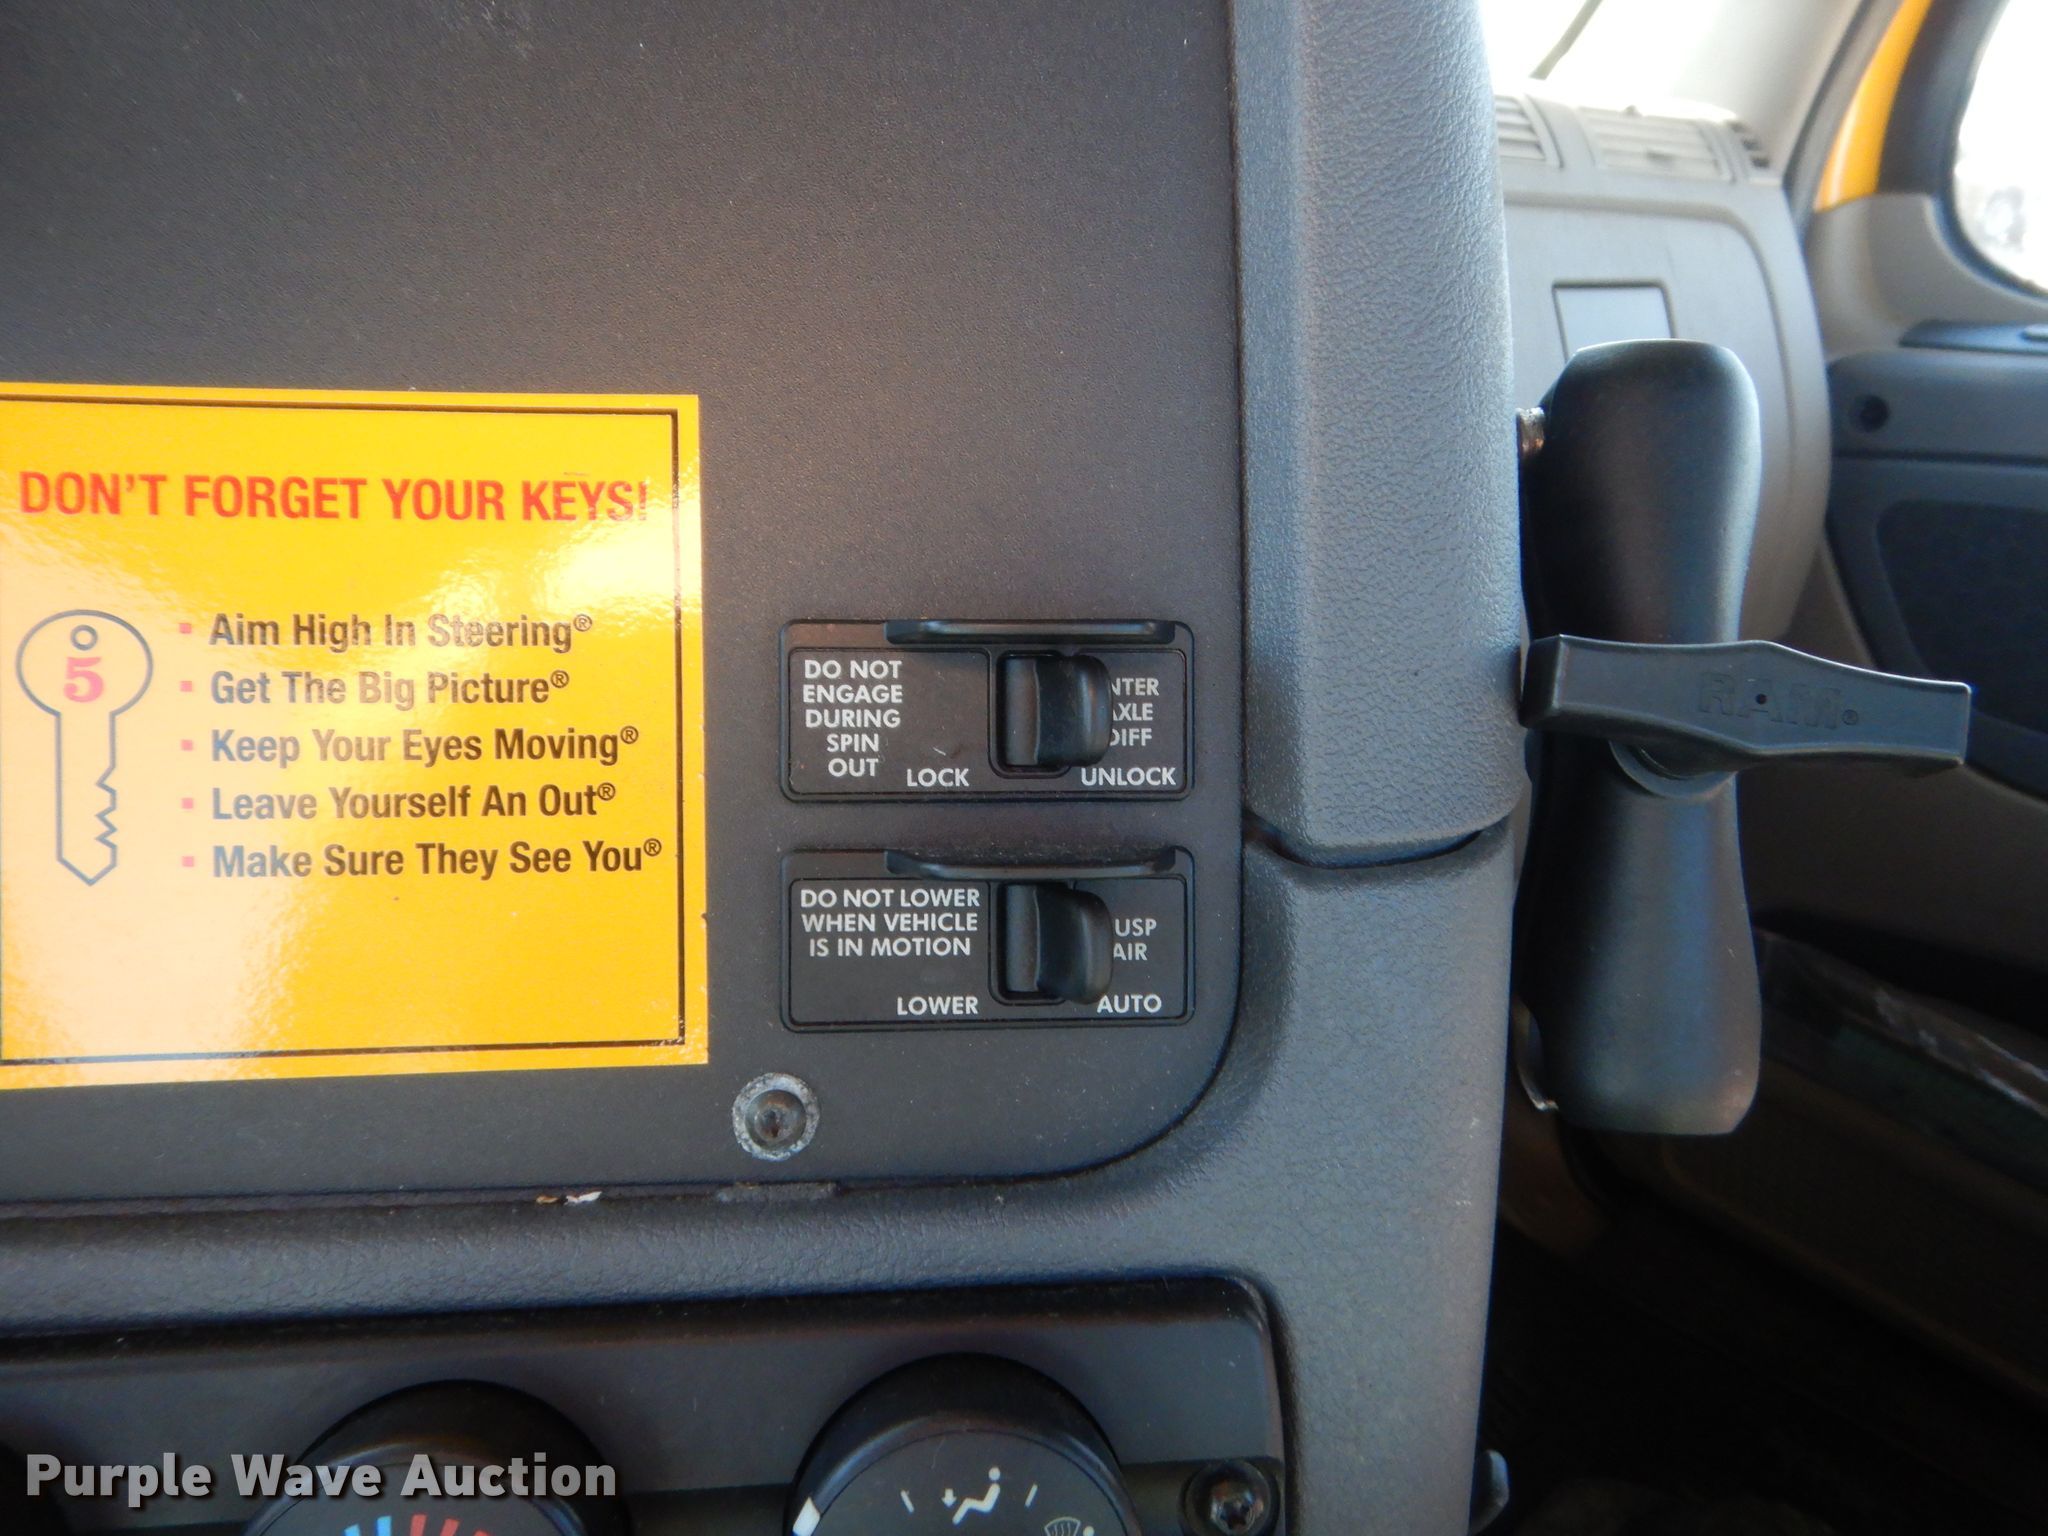 DON'T FORGET YOUR KEYS!
5
▪ Aim High In Steering®
▪ Get The Big Picture®
▪ Keep Your Eyes Moving®
▪ Leave Yourself An Out®
▪ Make Sure They See You®
DO NOT
ENGAGE
DURING
SPIN
OUT
LOCK
NTER
AXLE
DIFF
UNLOCK
DO NOT LOWER
WHEN VEHICLE
IS IN MOTION
LOWER
USP
AIR
AUTO
RAM®
Purple Wave Auction